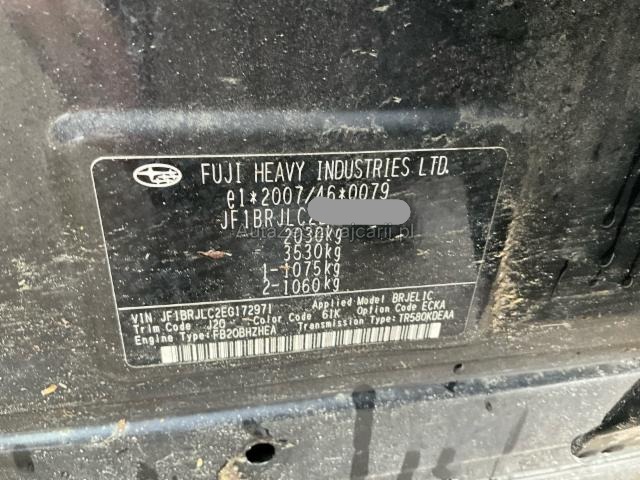 FUJI HEAVY INDUSTRIES LTD.
e1*2007/46*0079
JF1BRJLC2
2030kg
3530kg
1-1075kg
2-1060kg
VIN JF1BRJLC2EG172971 Applied Model BRJEL1C
Trim Code J20 Color Code 61K Option Code ECKA
Engine Type:FB20BHZHEA Transmission Type:TR580KDEAA